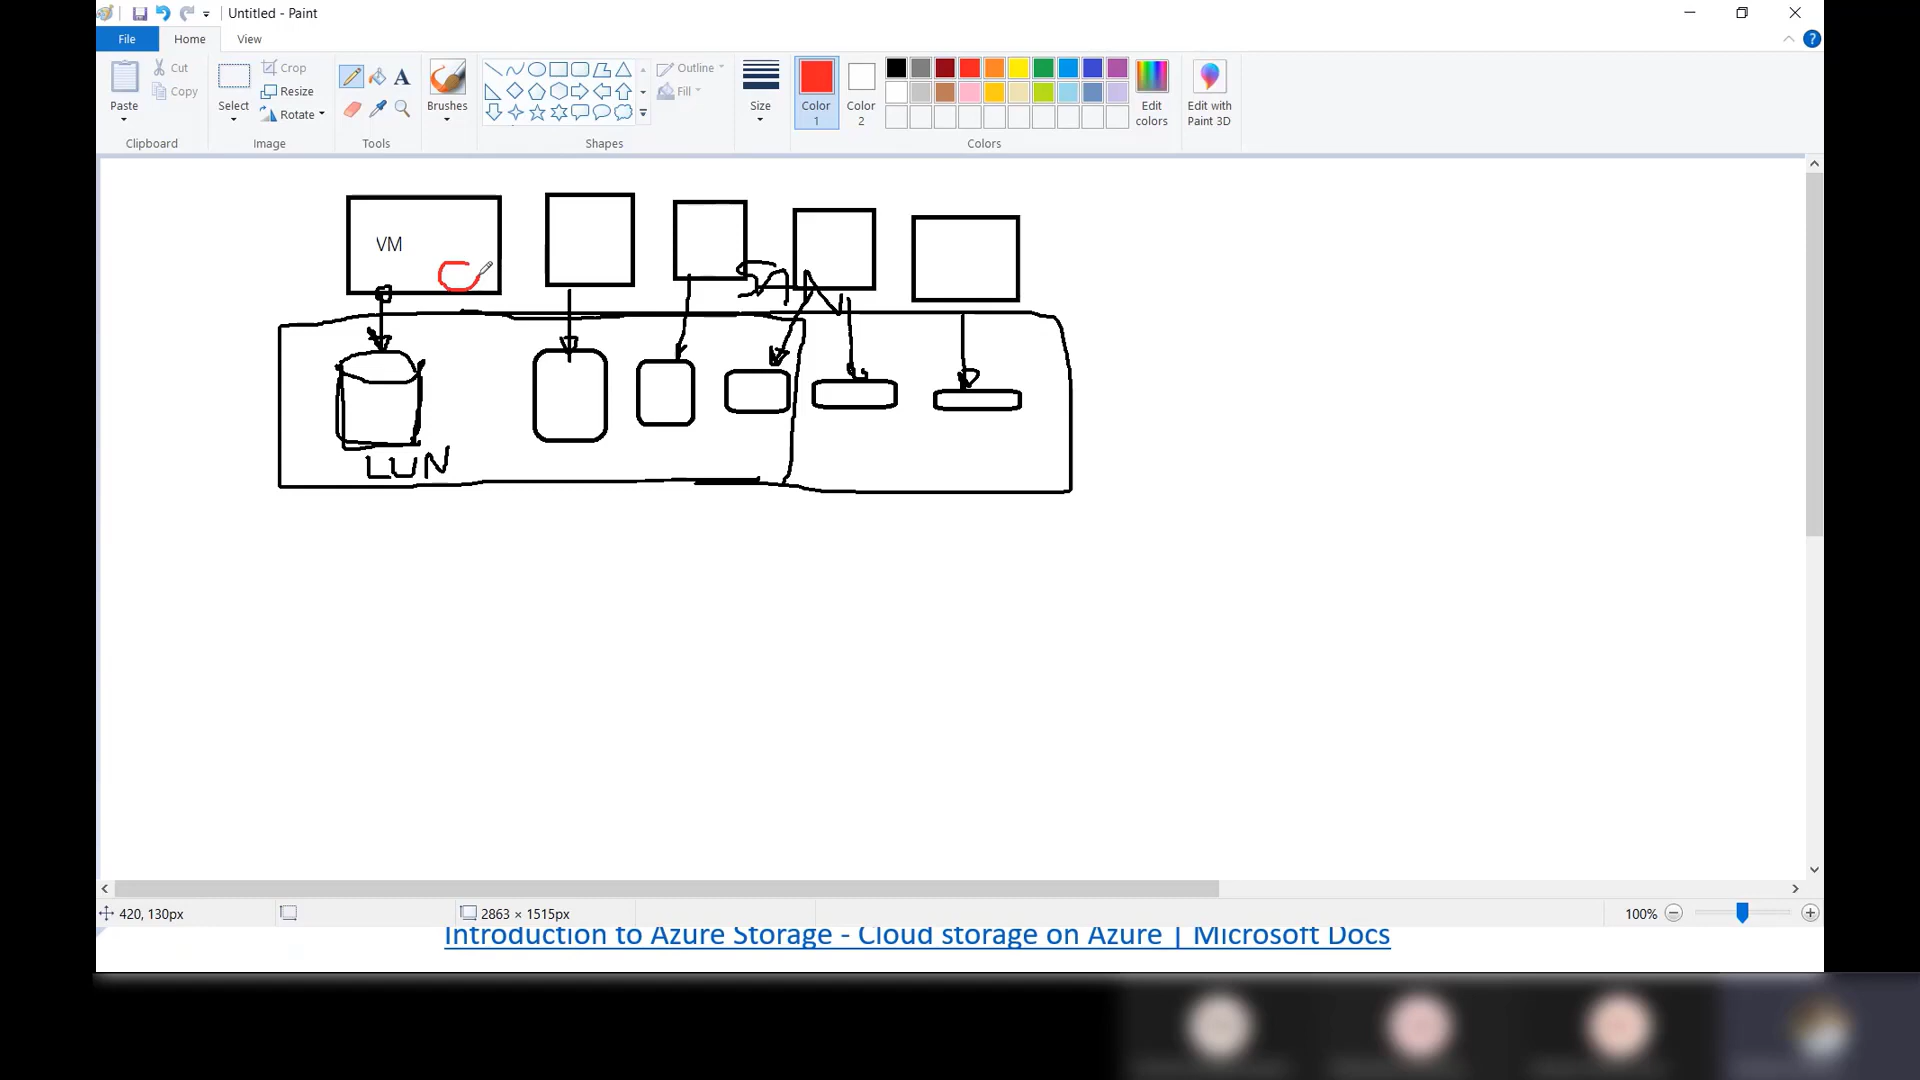 Untitled - Paint
File
Home
View
Paste
Cut
Copy
Clipboard
Select
Crop
Resize
Rotate
Image
Tools
Brushes
Shapes
Outline
Fill
Size
Color
1
Color
2
Edit
colors
Colors
Edit with
Paint 3D
VM
LUN
420, 130px
2863 × 1515px
100%
Introduction to Azure Storage - Cloud storage on Azure | Microsoft Docs